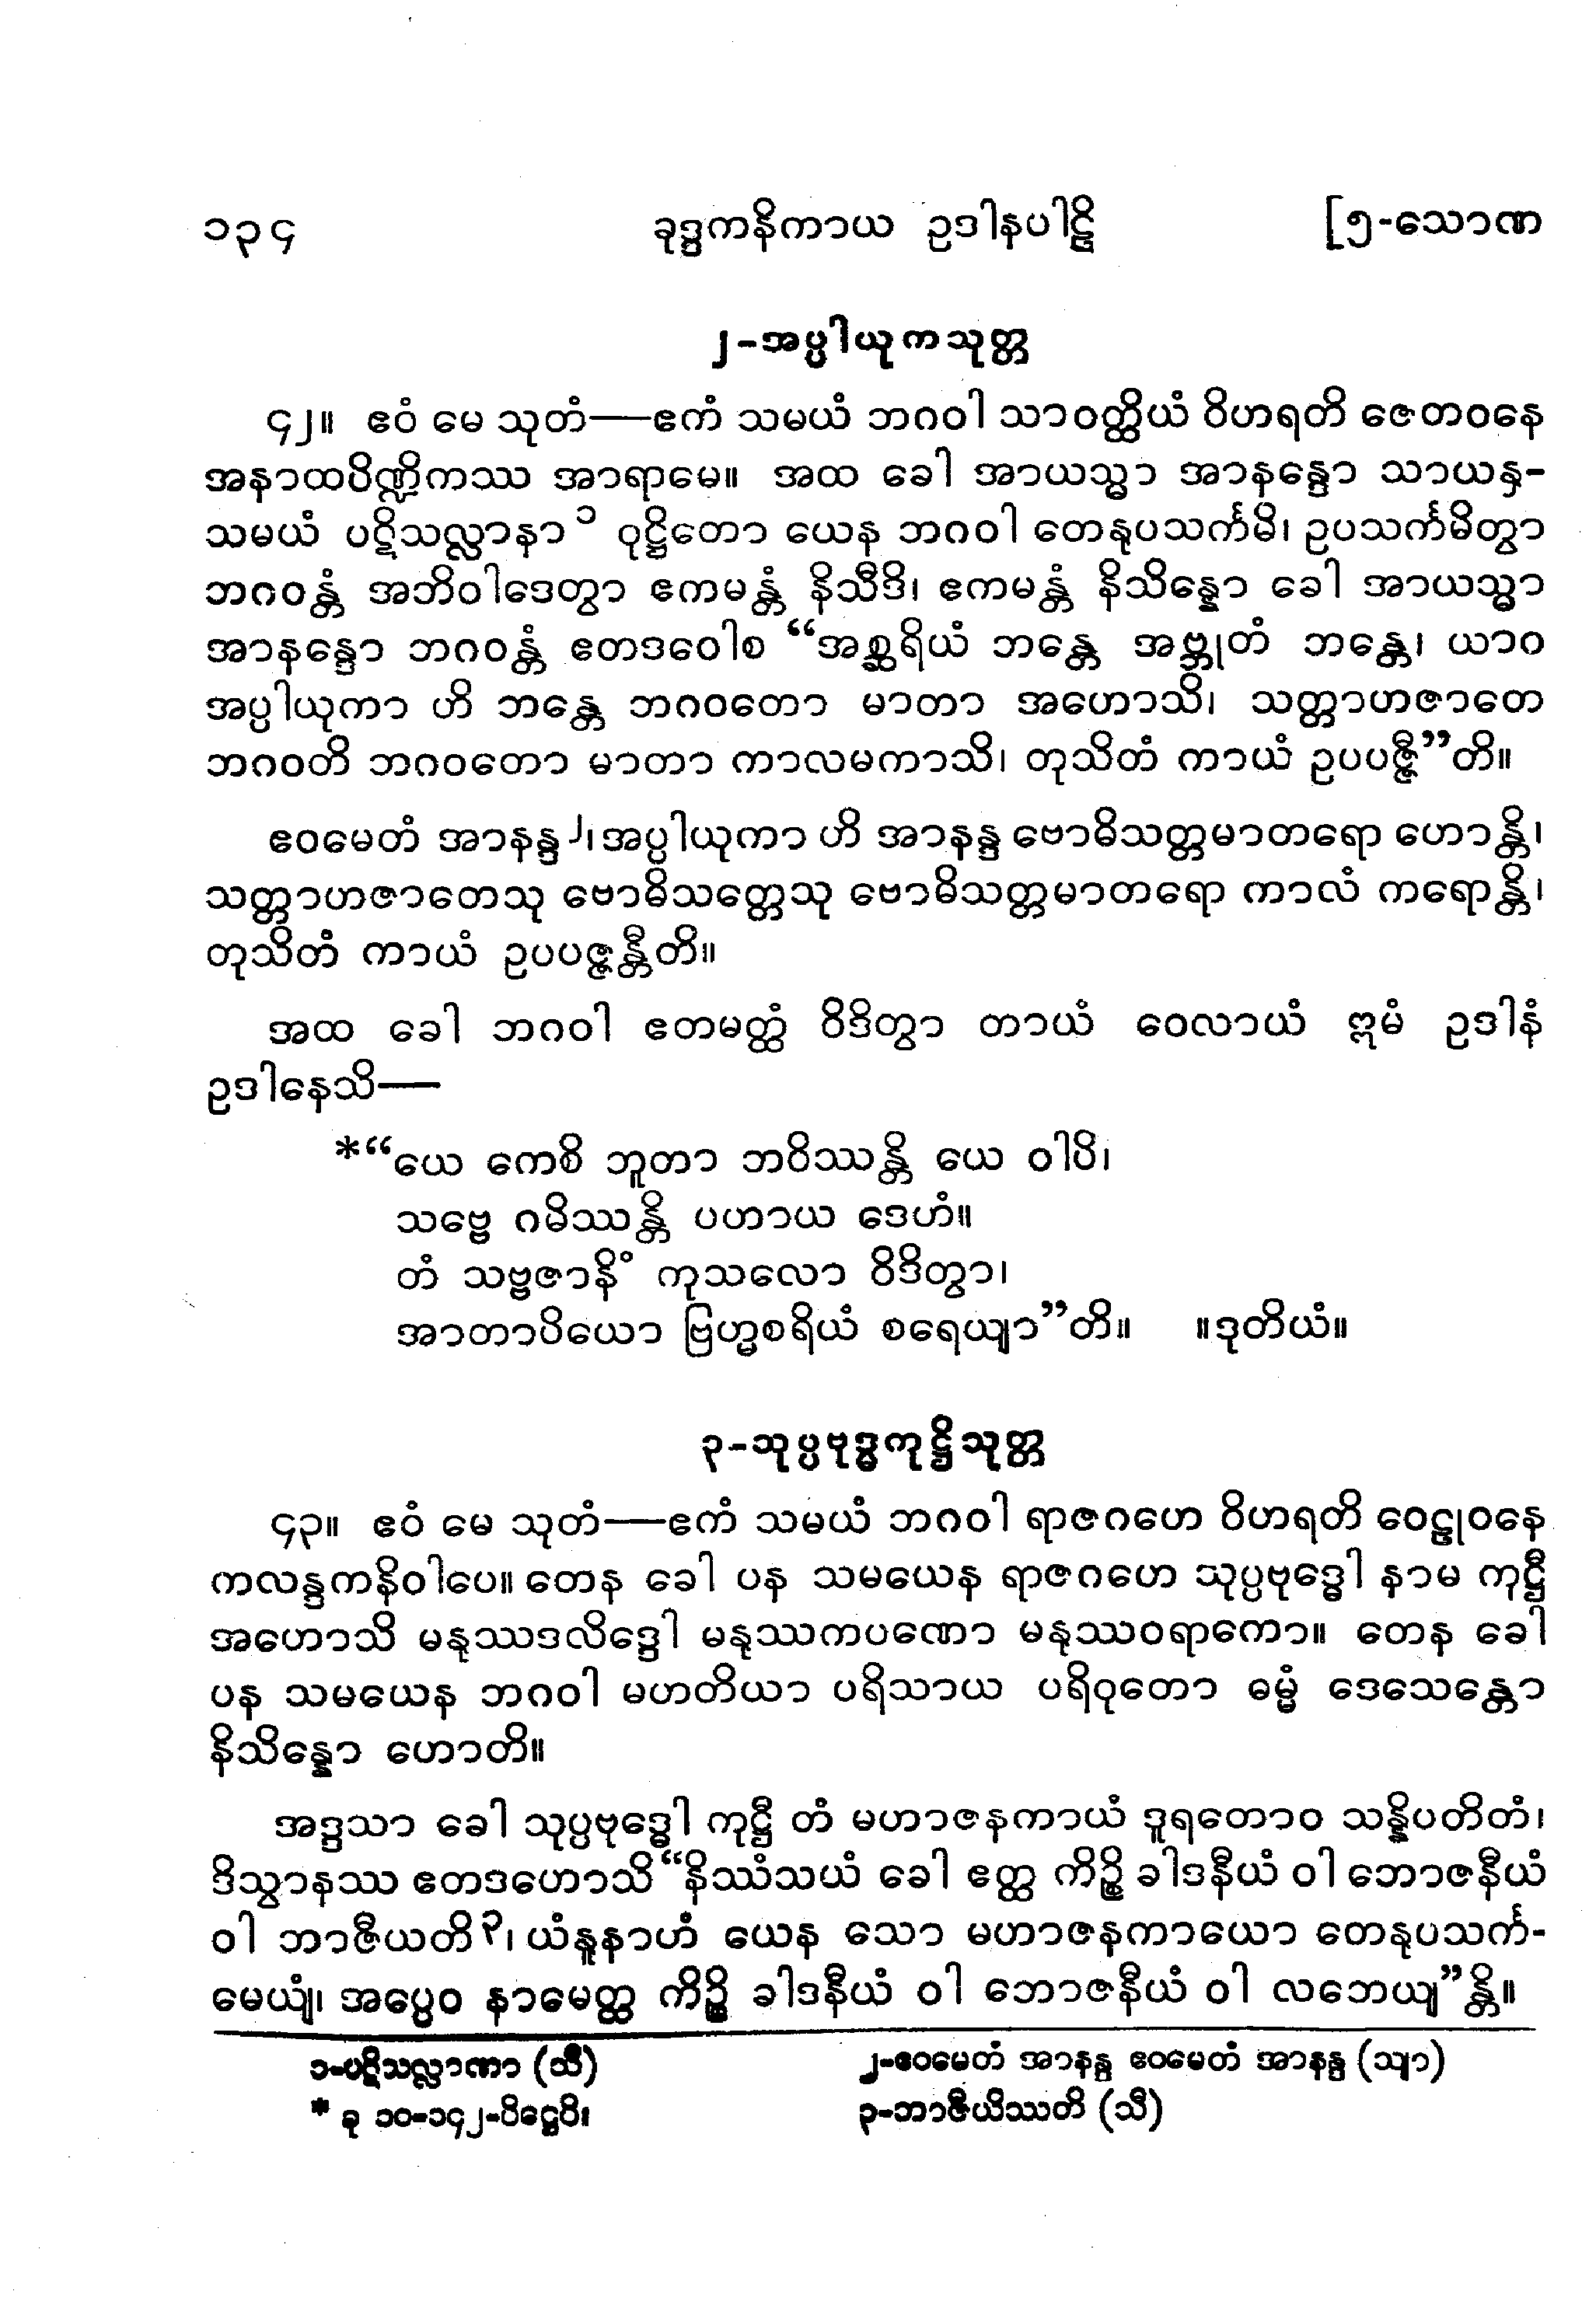 ၁၃၄ ခုဒ္ဒကနိကာယ ဥဒါနပါဠိ [၅-သောဏ
၂-အပ္ပါယုကသုတ္တ
၄၂။ ဧဝံ မေ သုတံ—ဧကံ သမယံ ဘဂဝါ သာဝတ္ထိယံ ဝိဟရတိ ဇေတဝနေ
အနာထပိဏ္ဍိကဿ အာရာမေ။ အထ ခေါ အာယသ္မာ အာနန္ဒော သာယနှ-
သမယံ ပဋိသလ္လာနာ ၁ ဝုဋ္ဌိတော ယေန ဘဂဝါ တေနုပသင်္ကမိ၊ ဥပသင်္ကမိတွာ
ဘဂဝန္တံ အဘိဝါဒေတွာ ဧကမန္တံ နိသီဒိ၊ ဧကမန္တံ နိသိန္နော ခေါ အာယသ္မာ
အာနန္ဒော ဘဂဝန္တံ ဧတဒဝေါစ “အစ္ဆရိယံ ဘန္တေ အဗ္ဘုတံ ဘန္တေ၊ ယာဝ
အပ္ပါယုကာ ဟိ ဘန္တေ ဘဂဝတော မာတာ အဟောသိ၊ သတ္တာဟဇာတေ
ဘဂဝတိ ဘဂဝတော မာတာ ကာလမကာသိ၊ တုသိတံ ကာယံ ဥပပဇ္ဇီ”တိ။
ဧဝမေတံ အာနန္ဒ ၂၊ အပ္ပါယုကာ ဟိ အာနန္ဒ ဗောဓိသတ္တမာတရော ဟောန္တိ၊
သတ္တာဟဇာတေသု ဗောဓိသတ္တေသု ဗောဓိသတ္တမာတရော ကာလံ ကရောန္တိ၊
တုသိတံ ကာယံ ဥပပဇ္ဇန္တီတိ။
အထ ခေါ ဘဂဝါ ဧတမတ္ထံ ဝိဒိတွာ တာယံ ဝေလာယံ ဣမံ ဥဒါနံ
ဥဒါနေသိ—
*“ယေ ကေစိ ဘူတာ ဘဝိဿန္တိ ယေ ဝါပိ၊
သဗ္ဗေ ဂမိဿန္တိ ပဟာယ ဒေဟံ။
တံ သဗ္ဗဇာနိံ ကုသလော ဝိဒိတွာ၊
အာတာပိယော ဗြဟ္မစရိယံ စရေယျာ”တိ။ ။ဒုတိယံ။
၃-သုပ္ပဗုဒ္ဓကုဋ္ဌိသုတ္တ
၄၃။ ဧဝံ မေ သုတံ—ဧကံ သမယံ ဘဂဝါ ရာဇဂဟေ ဝိဟရတိ ဝေဠုဝနေ
ကလန္ဒကနိဝါပေ။ တေန ခေါ ပန သမယေန ရာဇဂဟေ သုပ္ပဗုဒ္ဓေါ နာမ ကုဋ္ဌီ
အဟောသိ မနုဿဒလိဒ္ဒေါ မနုဿကပဏော မနုဿဝရာကော။ တေန ခေါ
ပန သမယေန ဘဂဝါ မဟတိယာ ပရိသာယ ပရိဝုတော ဓမ္မံ ဒေသေန္တော
နိသိန္နော ဟောတိ။
အဒ္ဒသာ ခေါ သုပ္ပဗုဒ္ဓေါ ကုဋ္ဌီ တံ မဟာဇနကာယံ ဒူရတောဝ သန္နိပတိတံ၊
ဒိသွာနဿ ဧတဒဟောသိ “နိဿံသယံ ခေါ ဧတ္ထ ကိဉ္စိ ခါဒနီယံ ဝါ ဘောဇနီယံ
ဝါ ဘာဇီယတိ ၃၊ ယံနူနာဟံ ယေန သော မဟာဇနကာယော တေနုပသင်္က-
မေယျံ၊ အပ္ပေဝ နာမေတ္ထ ကိဉ္စိ ခါဒနီယံ ဝါ ဘောဇနီယံ ဝါ လဘေယျ”န္တိ။
၁-ပဋိသလ္လာဏာ (သီ) ၂-ဧဝမေတံ အာနန္ဒ ဧဝမေတံ အာနန္ဒ (သျာ)
* ခု ၁၀-၁၄၂-ပိဋ္ဌေပိ။ ၃-ဘာဇီယိဿတိ (သီ)